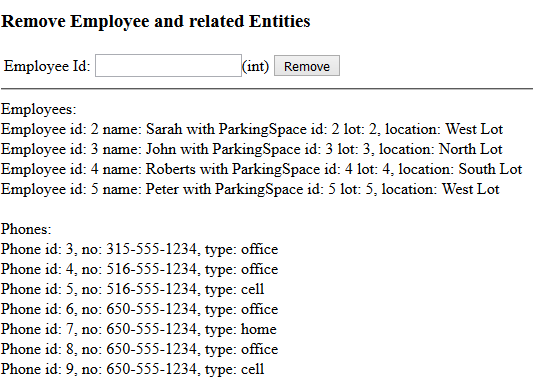 Remove Employee and related Entities
Employee Id: (int) Remove
Employees:
Employee id: 2 name: Sarah with ParkingSpace id: 2 lot: 2, location: West Lot
Employee id: 3 name: John with ParkingSpace id: 3 lot: 3, location: North Lot
Employee id: 4 name: Roberts with ParkingSpace id: 4 lot: 4, location: South Lot
Employee id: 5 name: Peter with ParkingSpace id: 5 lot: 5, location: West Lot
Phones:
Phone id: 3, no: 315-555-1234, type: office
Phone id: 4, no: 516-555-1234, type: office
Phone id: 5, no: 516-555-1234, type: cell
Phone id: 6, no: 650-555-1234, type: office
Phone id: 7, no: 650-555-1234, type: home
Phone id: 8, no: 650-555-1234, type: office
Phone id: 9, no: 650-555-1234, type: cell